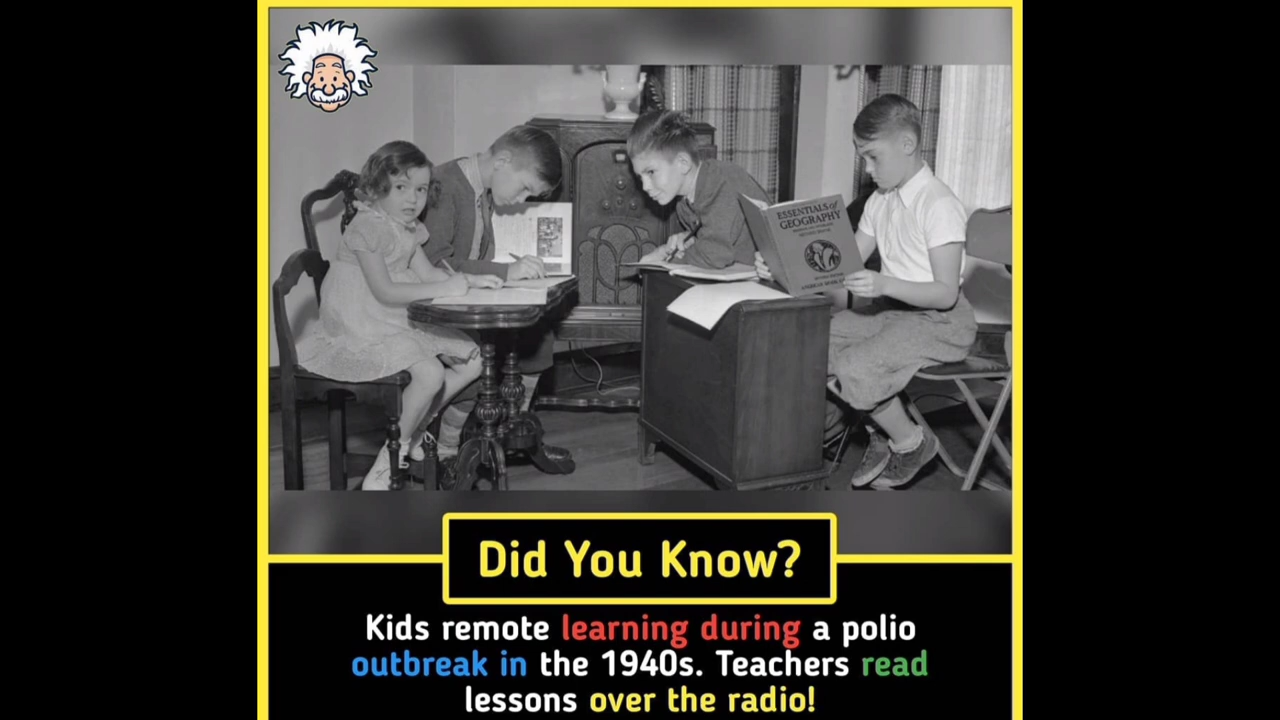 ESSENTIALS of
GEOGRAPHY
Did You Know?
Kids remote learning during a polio
outbreak in the 1940s. Teachers read
lessons over the radio!